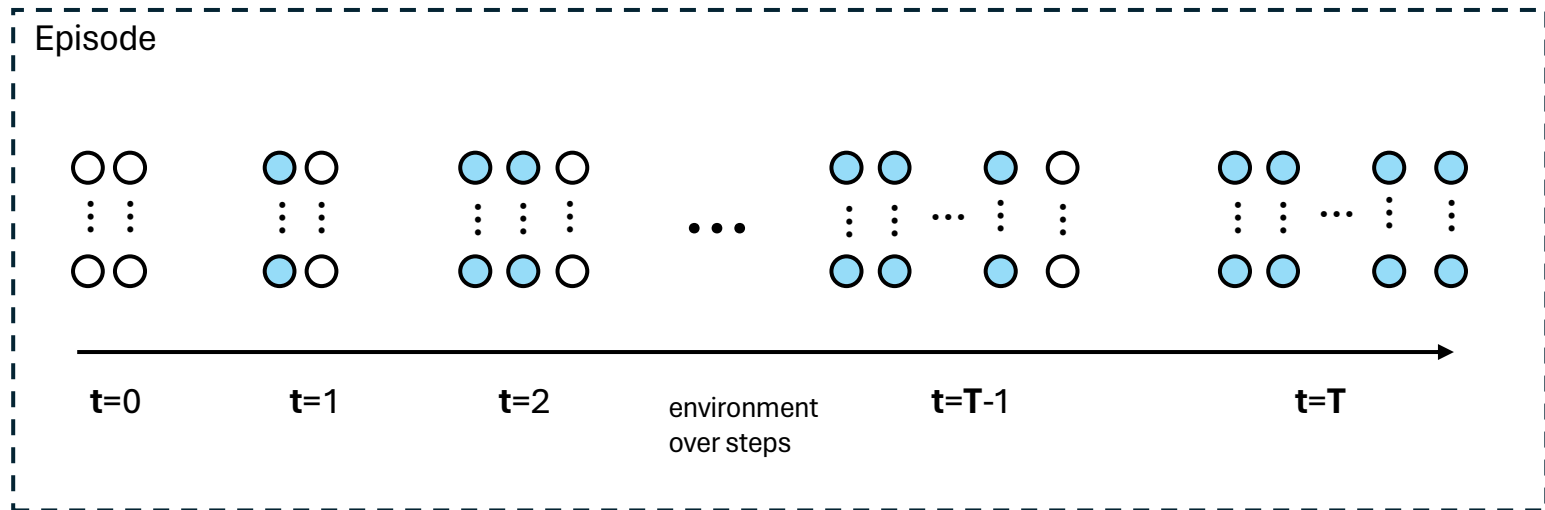 Episode
t=0
t=1
t=2
environment
over steps
t=T-1
t=T